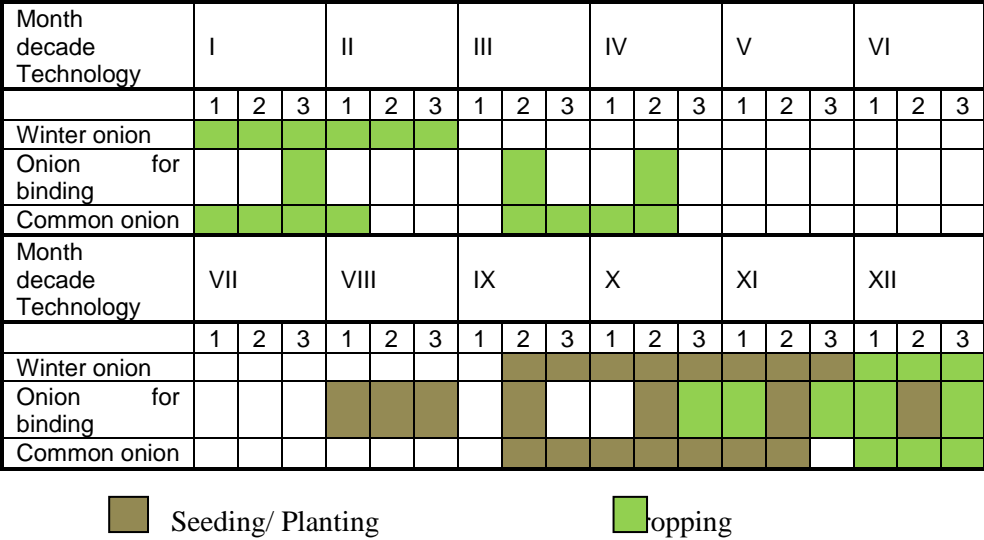 Month
decade
Technology
I II III IV V VI
1 2 3 1 2 3 1 2 3 1 2 3 1 2 3 1 2 3
Winter onion
Onion for
binding
Common onion
Month
decade
Technology
VII VIII IX X XI XII
1 2 3 1 2 3 1 2 3 1 2 3 1 2 3 1 2 3
Winter onion
Onion for
binding
Common onion
Seeding/ Planting ropping